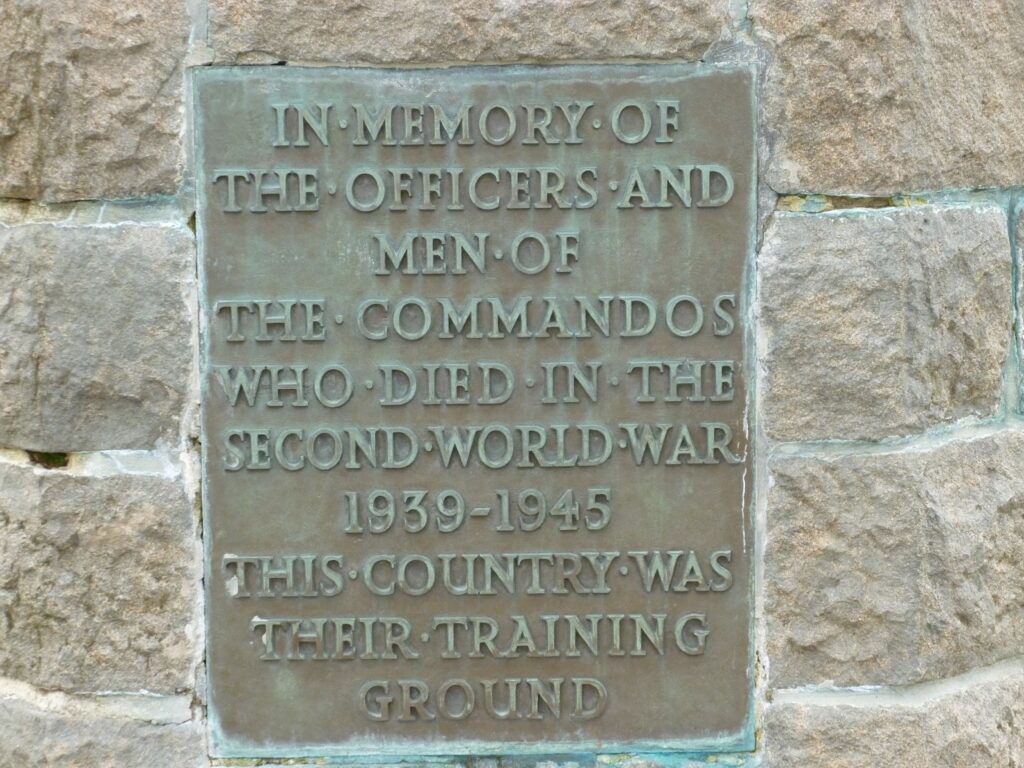 IN·MEMORY·OF
THE·OFFICERS·AND
MEN·OF
THE·COMMANDOS
WHO·DIED·IN·THE
SECOND·WORLD·WAR
1939-1945
THIS·COUNTRY·WAS
THEIR·TRAINING
GROUND